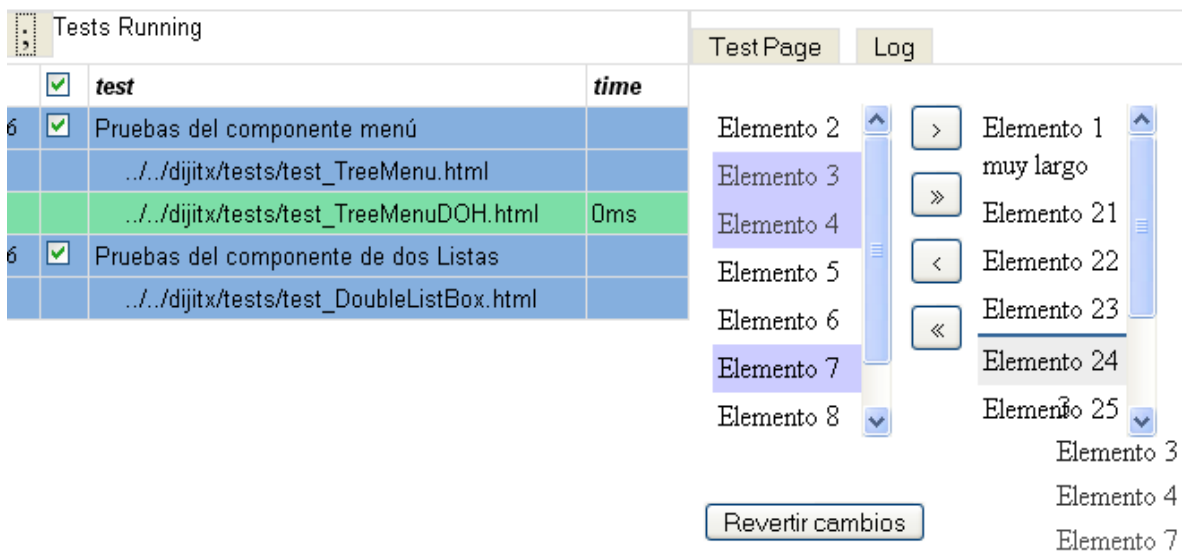 ; Tests Running
test time
6 Pruebas del componente menú
../../dijitx/tests/test_TreeMenu.html
../../dijitx/tests/test_TreeMenuDOH.html 0ms
6 Pruebas del componente de dos Listas
../../dijitx/tests/test_DoubleListBox.html
Test Page Log
Elemento 2
Elemento 3
Elemento 4
Elemento 5
Elemento 6
Elemento 7
Elemento 8
>
»
<
«
Elemento 1
muy largo
Elemento 21
Elemento 22
Elemento 23
Elemento 24
Elemento 25
3
Elemento 3
Elemento 4
Elemento 7
Revertir cambios